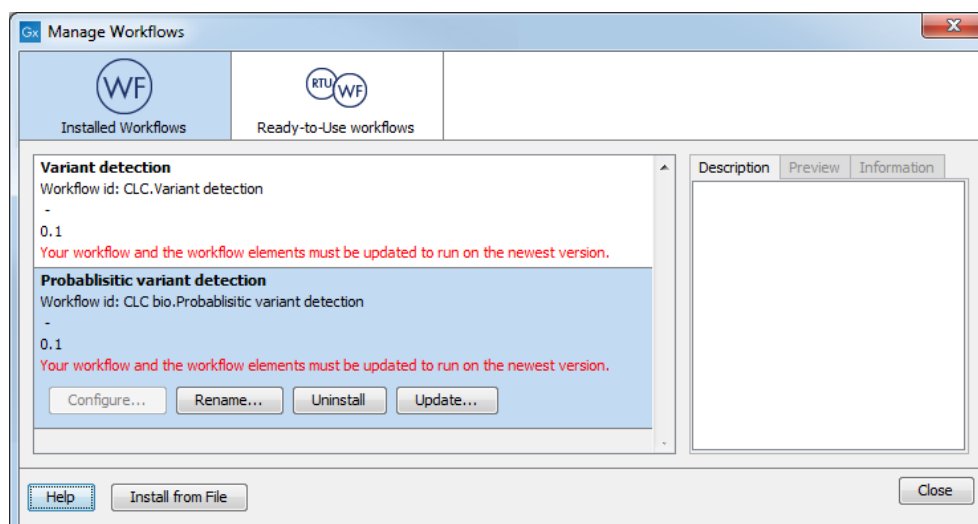 Gx Manage Workflows
WF
Installed Workflows
RTU WF
Ready-to-Use workflows
Variant detection
Workflow id: CLC.Variant detection
-
0.1
Your workflow and the workflow elements must be updated to run on the newest version.
Probablisitic variant detection
Workflow id: CLC bio.Probablisitic variant detection
-
0.1
Your workflow and the workflow elements must be updated to run on the newest version.
Configure... Rename... Uninstall Update...
Description Preview Information
Help Install from File Close